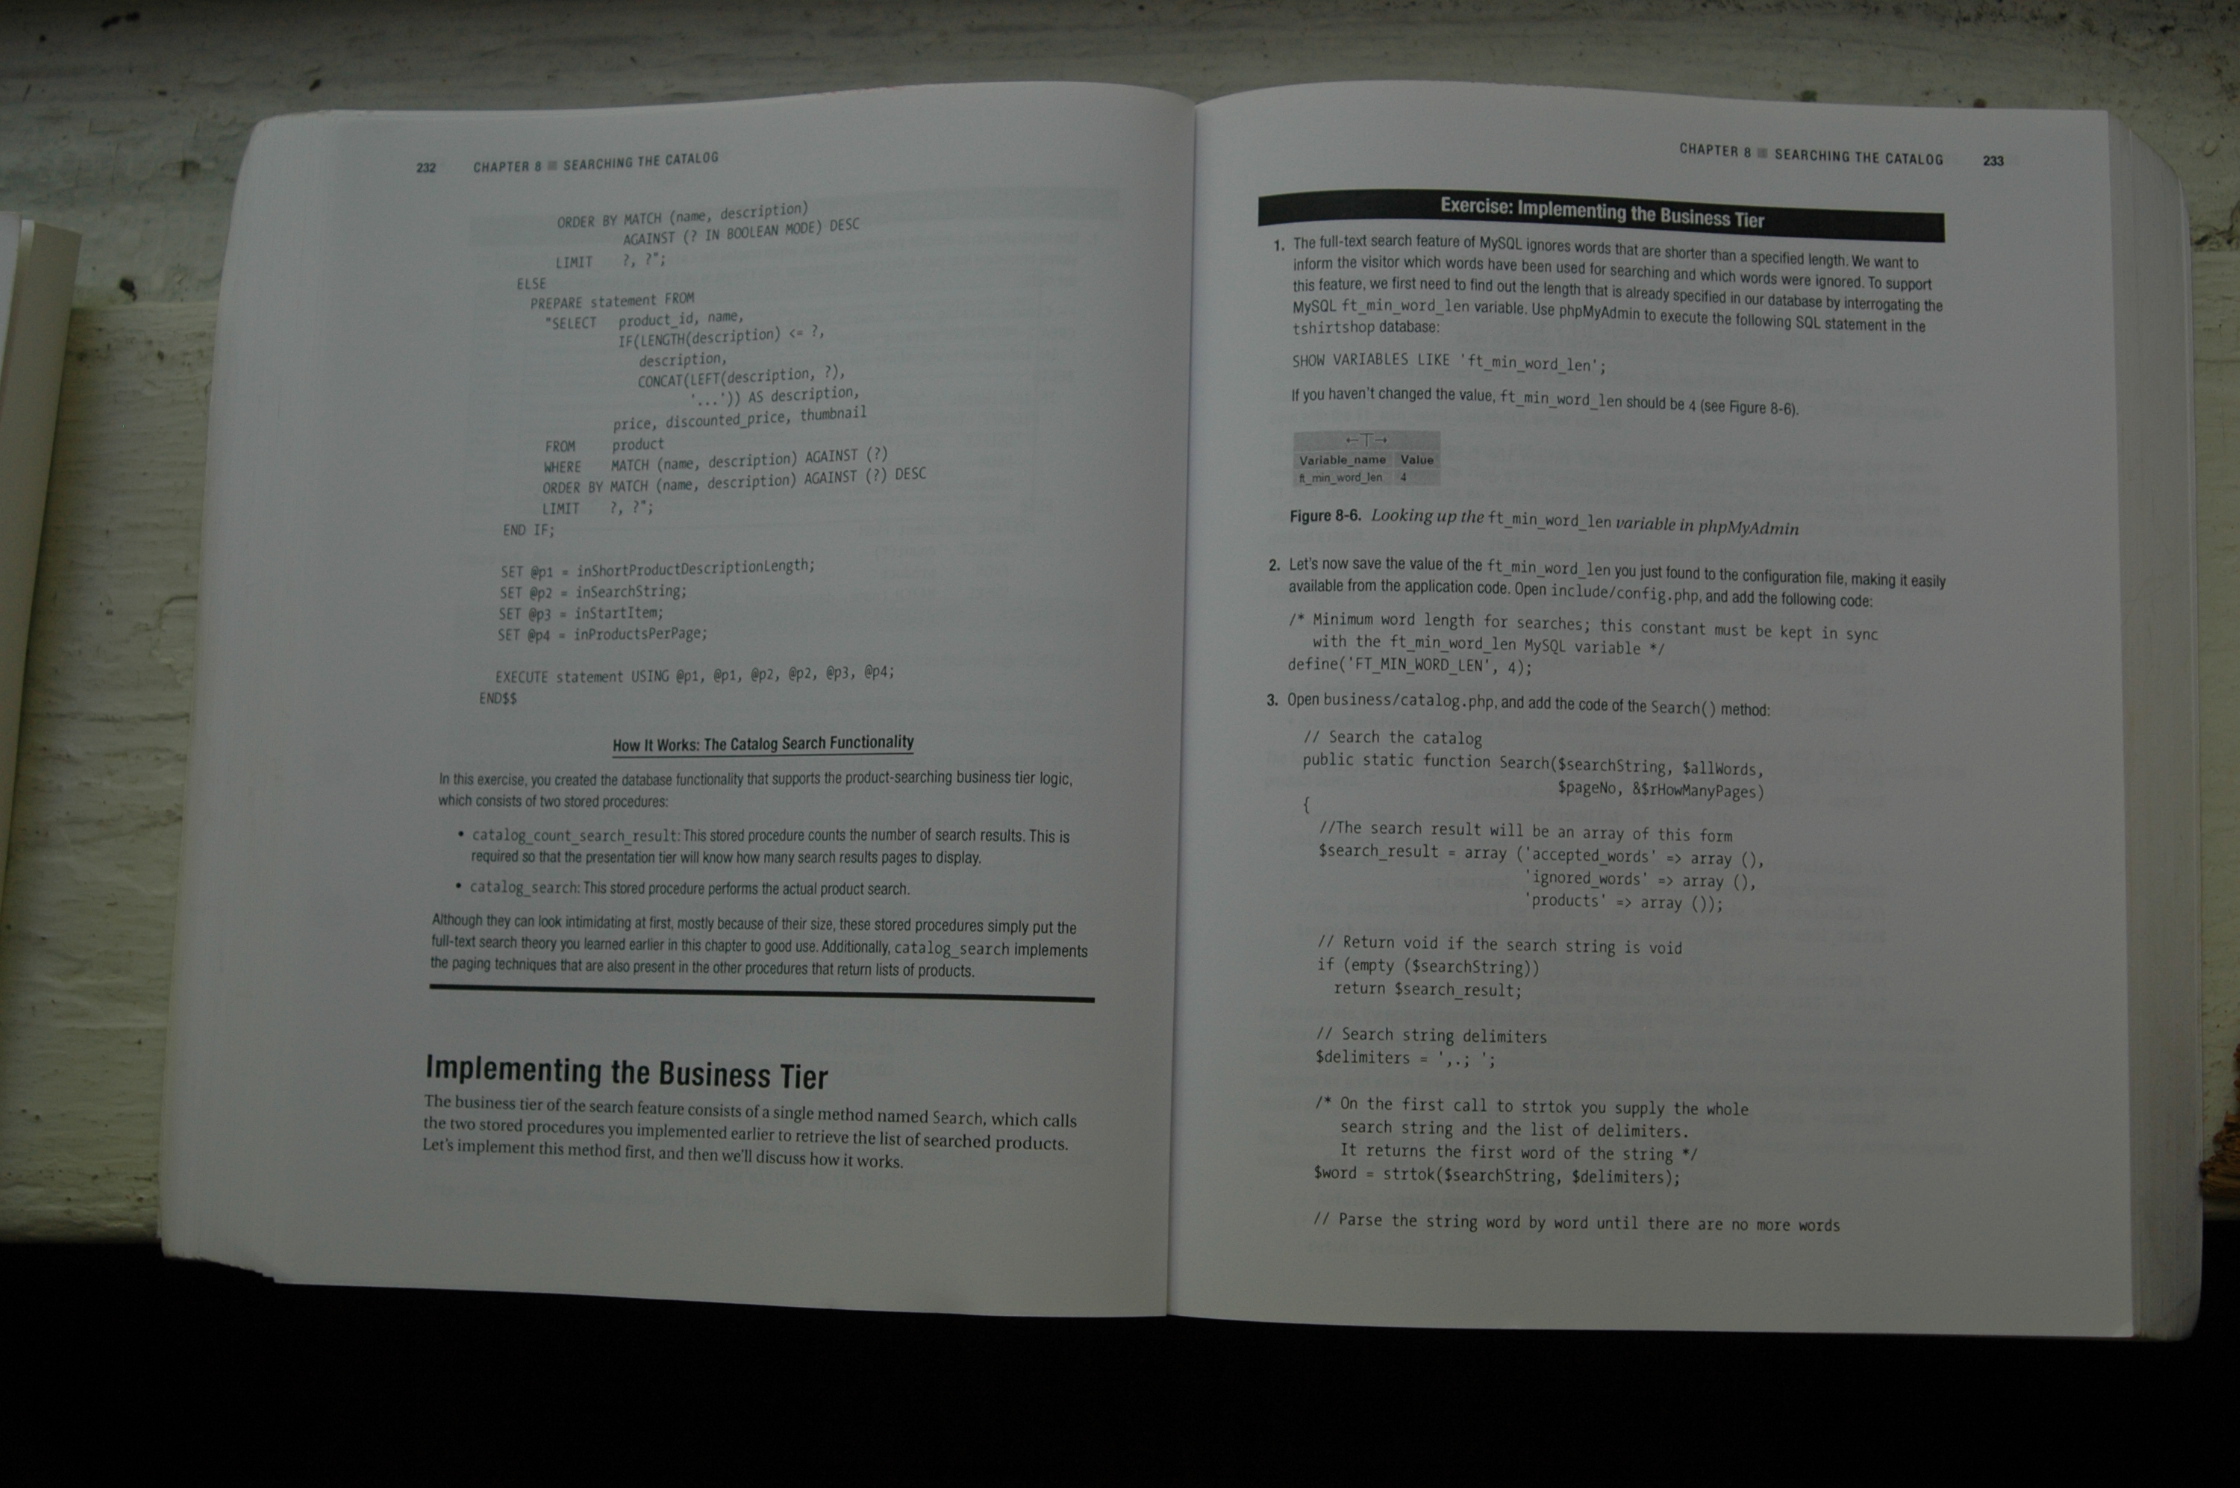 232 CHAPTER 8 ■ SEARCHING THE CATALOG
ORDER BY MATCH (name, description)
AGAINST (? IN BOOLEAN MODE) DESC
LIMIT ?, ?";
ELSE
PREPARE statement FROM
"SELECT product_id, name,
IF(LENGTH(description) <= ?,
description,
CONCAT(LEFT(description, ?),
'...')) AS description,
price, discounted_price, thumbnail
FROM product
WHERE MATCH (name, description) AGAINST (?)
ORDER BY MATCH (name, description) AGAINST (?) DESC
LIMIT ?, ?";
END IF;
SET @p1 = inShortProductDescriptionLength;
SET @p2 = inSearchString;
SET @p3 = inStartItem;
SET @p4 = inProductsPerPage;
EXECUTE statement USING @p1, @p1, @p2, @p2, @p3, @p4;
END$$
How It Works: The Catalog Search Functionality
In this exercise, you created the database functionality that supports the product-searching business tier logic,
which consists of two stored procedures:
• catalog_count_search_result: This stored procedure counts the number of search results. This is
required so that the presentation tier will know how many search results pages to display.
• catalog_search: This stored procedure performs the actual product search.
Although they can look intimidating at first, mostly because of their size, these stored procedures simply put the
full-text search theory you learned earlier in this chapter to good use. Additionally, catalog_search implements
the paging techniques that are also present in the other procedures that return lists of products.
Implementing the Business Tier
The business tier of the search feature consists of a single method named Search, which calls
the two stored procedures you implemented earlier to retrieve the list of searched products.
Let's implement this method first, and then we'll discuss how it works.
CHAPTER 8 ■ SEARCHING THE CATALOG 233
Exercise: Implementing the Business Tier
1. The full-text search feature of MySQL ignores words that are shorter than a specified length. We want to
inform the visitor which words have been used for searching and which words were ignored. To support
this feature, we first need to find out the length that is already specified in our database by interrogating the
MySQL ft_min_word_len variable. Use phpMyAdmin to execute the following SQL statement in the
tshirtshop database:
SHOW VARIABLES LIKE 'ft_min_word_len';
If you haven't changed the value, ft_min_word_len should be 4 (see Figure 8-6).
←T→
Variable_name Value
ft_min_word_len 4
Figure 8-6. Looking up the ft_min_word_len variable in phpMyAdmin
2. Let's now save the value of the ft_min_word_len you just found to the configuration file, making it easily
available from the application code. Open include/config.php, and add the following code:
/* Minimum word length for searches; this constant must be kept in sync
with the ft_min_word_len MySQL variable */
define('FT_MIN_WORD_LEN', 4);
3. Open business/catalog.php, and add the code of the Search() method:
// Search the catalog
public static function Search($searchString, $allWords,
$pageNo, &$rHowManyPages)
{
//The search result will be an array of this form
$search_result = array ('accepted_words' => array (),
'ignored_words' => array (),
'products' => array ());
// Return void if the search string is void
if (empty ($searchString))
return $search_result;
// Search string delimiters
$delimiters = ',.; ';
/* On the first call to strtok you supply the whole
search string and the list of delimiters.
It returns the first word of the string */
$word = strtok($searchString, $delimiters);
// Parse the string word by word until there are no more words